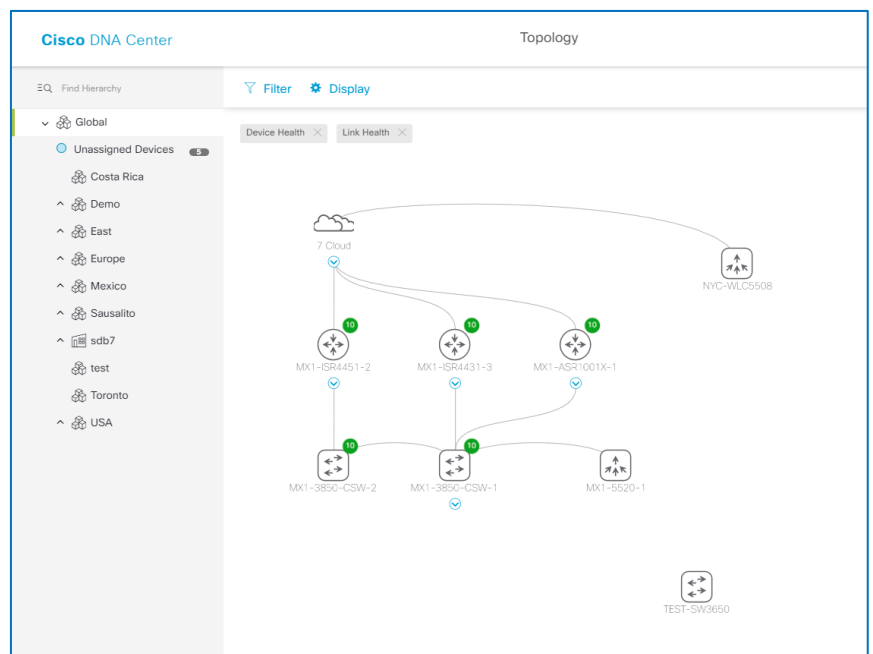 Cisco DNA Center
Topology
Find Hierarchy
Filter
Display
Global
Device Health
Link Health
Unassigned Devices 5
Costa Rica
Demo
East
Europe
Mexico
Sausalito
sdb7
test
Toronto
USA
7 Cloud
NYC-WLC5508
10
10
10
MX1-ISR4451-2
MX1-ISR4431-3
MX1-ASR1001X-1
10
10
MX1-3850-CSW-2
MX1-3850-CSW-1
MX1-5520-1
TEST-SW3650